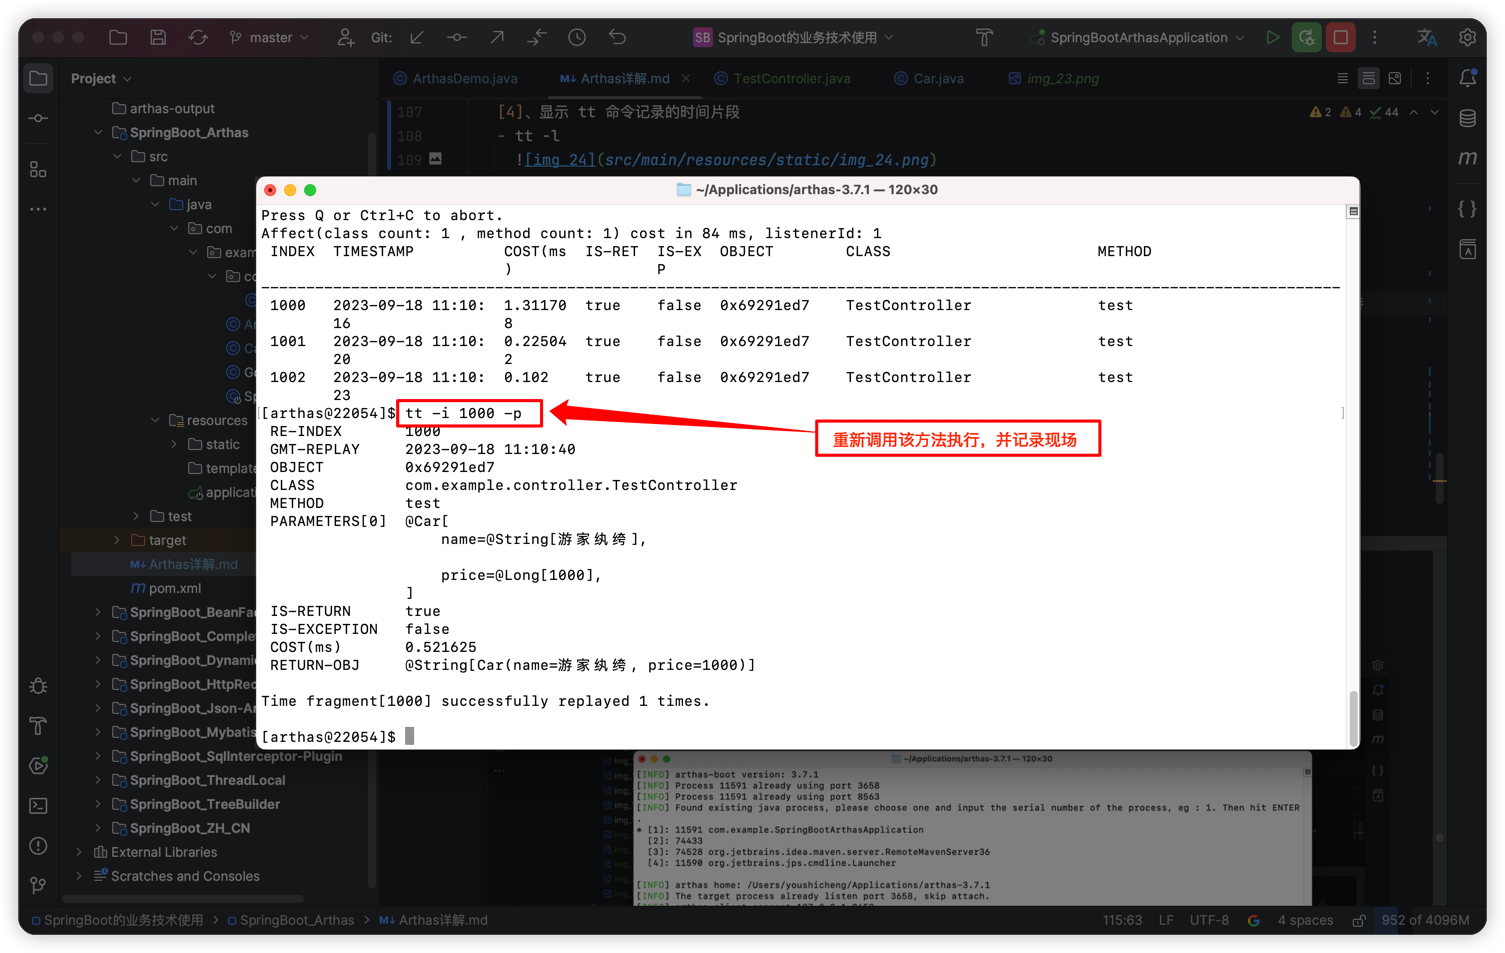 master
Git:
SB SpringBoot的业务技术使用
SpringBootArthasApplication
Project
ArthasDemo.java
M↓ Arthas详解.md
TestController.java
Car.java
img_23.png
arthas-output
SpringBoot_Arthas
src
main
java
com
exam
co
Ar
Ca
Ge
Sp
resources
static
template
applicati
test
target
M↓ Arthas详解.md
pom.xml
SpringBoot_BeanFac
SpringBoot_Complet
SpringBoot_Dynami
SpringBoot_HttpRec
SpringBoot_Json-An
SpringBoot_Mybatis
SpringBoot_SqlInterceptor-Plugin
SpringBoot_ThreadLocal
SpringBoot_TreeBuilder
SpringBoot_ZH_CN
External Libraries
Scratches and Consoles
107 [4]、显示 tt 命令记录的时间片段
108 - tt -l
109 ![img_24](src/main/resources/static/img_24.png)
2 4 44
~/Applications/arthas-3.7.1 — 120×30
Press Q or Ctrl+C to abort.
Affect(class count: 1 , method count: 1) cost in 84 ms, listenerId: 1
INDEX TIMESTAMP COST(ms IS-RET IS-EX OBJECT CLASS METHOD
) P
1000 2023-09-18 11:10: 1.31170 true false 0x69291ed7 TestController test
16 8
1001 2023-09-18 11:10: 0.22504 true false 0x69291ed7 TestController test
20 2
1002 2023-09-18 11:10: 0.102 true false 0x69291ed7 TestController test
23
[arthas@22054]$ tt -i 1000 -p
重新调用该方法执行，并记录现场
RE-INDEX 1000
GMT-REPLAY 2023-09-18 11:10:40
OBJECT 0x69291ed7
CLASS com.example.controller.TestController
METHOD test
PARAMETERS[0] @Car[
name=@String[游家纨绔],
price=@Long[1000],
]
IS-RETURN true
IS-EXCEPTION false
COST(ms) 0.521625
RETURN-OBJ @String[Car(name=游家纨绔, price=1000)]
Time fragment[1000] successfully replayed 1 times.
[arthas@22054]$
~/Applications/arthas-3.7.1 — 120×30
[INFO] arthas-boot version: 3.7.1
[INFO] Process 11591 already using port 3658
[INFO] Process 11591 already using port 8563
[INFO] Found existing java process, please choose one and input the serial number of the process, eg : 1. Then hit ENTER
.
* [1]: 11591 com.example.SpringBootArthasApplication
[2]: 74433
[3]: 74528 org.jetbrains.idea.maven.server.RemoteMavenServer36
[4]: 11590 org.jetbrains.jps.cmdline.Launcher
[INFO] arthas home: /Users/youshicheng/Applications/arthas-3.7.1
[INFO] The target process already listen port 3658, skip attach.
SpringBoot的业务技术使用 > SpringBoot_Arthas > M↓ Arthas详解.md
115:63 LF UTF-8 4 spaces 952 of 4096M